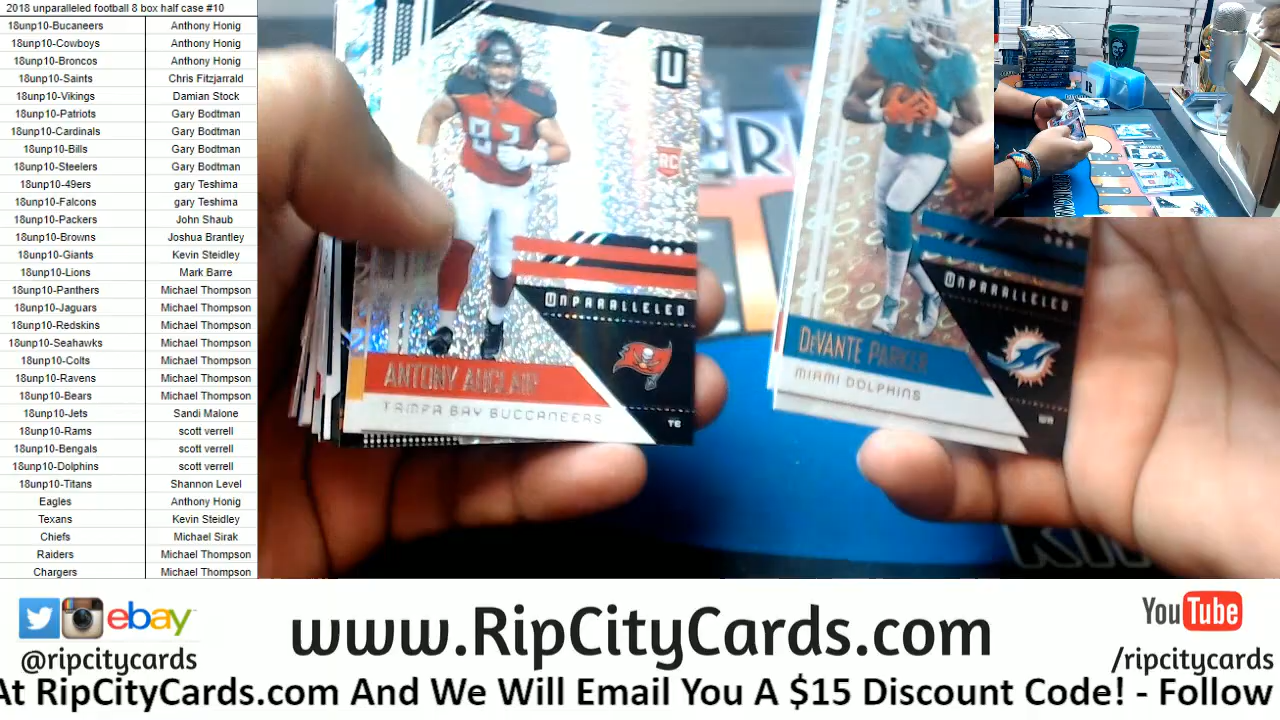 2018 unparalleled football 8 box half case #10
18unp10-Bucaneers Anthony Honig
18unp10-Cowboys Anthony Honig
18unp10-Broncos Anthony Honig
18unp10-Saints Chris Fitzjarrald
18unp10-Vikings Damian Stock
18unp10-Patriots Gary Bodtman
18unp10-Cardinals Gary Bodtman
18unp10-Bills Gary Bodtman
18unp10-Steelers Gary Bodtman
18unp10-49ers gary Teshima
18unp10-Falcons gary Teshima
18unp10-Packers John Shaub
18unp10-Browns Joshua Brantley
18unp10-Giants Kevin Steidley
18unp10-Lions Mark Barre
18unp10-Panthers Michael Thompson
18unp10-Jaguars Michael Thompson
18unp10-Redskins Michael Thompson
18unp10-Seahawks Michael Thompson
18unp10-Colts Michael Thompson
18unp10-Ravens Michael Thompson
18unp10-Bears Michael Thompson
18unp10-Jets Sandi Malone
18unp10-Rams scott verrell
18unp10-Bengals scott verrell
18unp10-Dolphins scott verrell
18unp10-Titans Shannon Level
Eagles Anthony Honig
Texans Kevin Steidley
Chiefs Michael Sirak
Raiders Michael Thompson
Chargers Michael Thompson
U
RC
82
UNPARALLELED
ANTONY AUCLAIR
TAMPA BAY BUCCANEERS
TE
UNPARALLELED
DEVANTE PARKER
MIAMI DOLPHINS
WR
ebay
@ripcitycards
www.RipCityCards.com
YouTube
/ripcitycards
At RipCityCards.com And We Will Email You A $15 Discount Code! - Follow